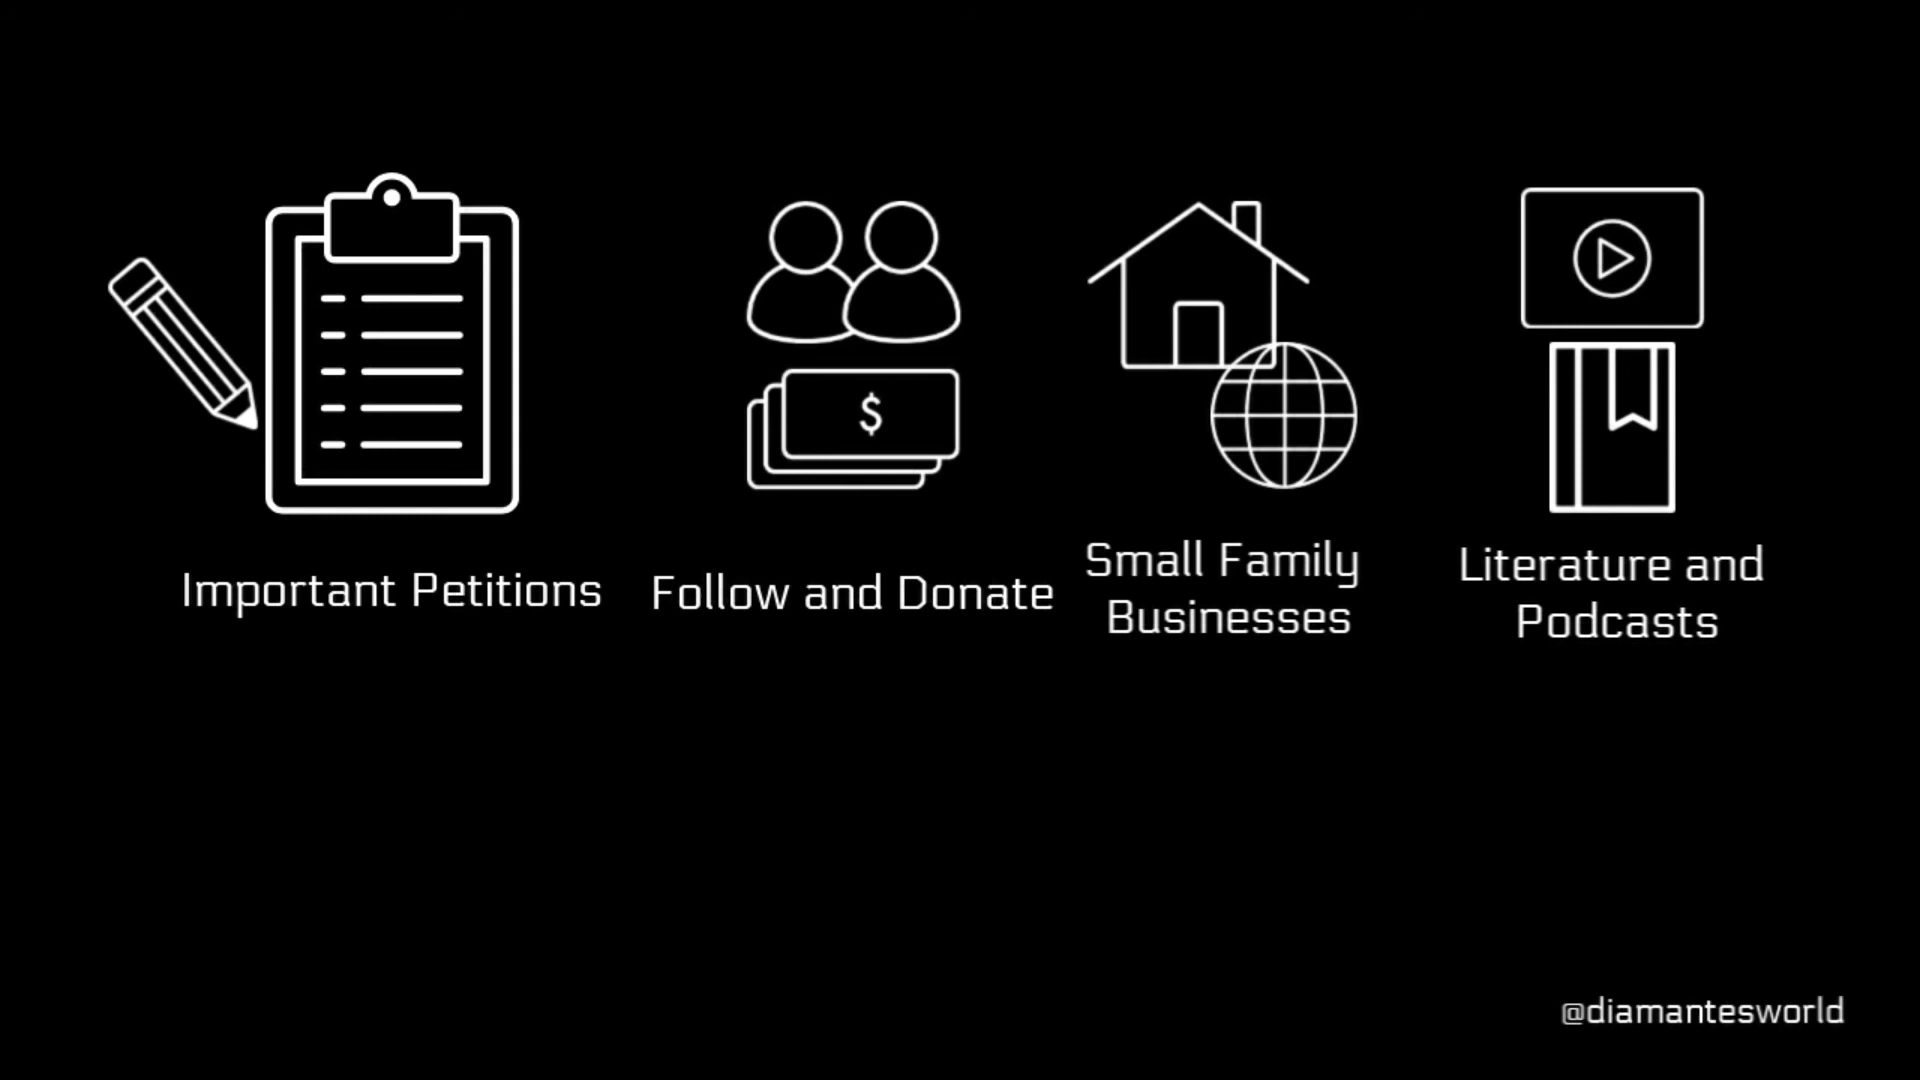 Important Petitions
Follow and Donate
Small Family
Businesses
Literature and
Podcasts
$
@diamantesworld